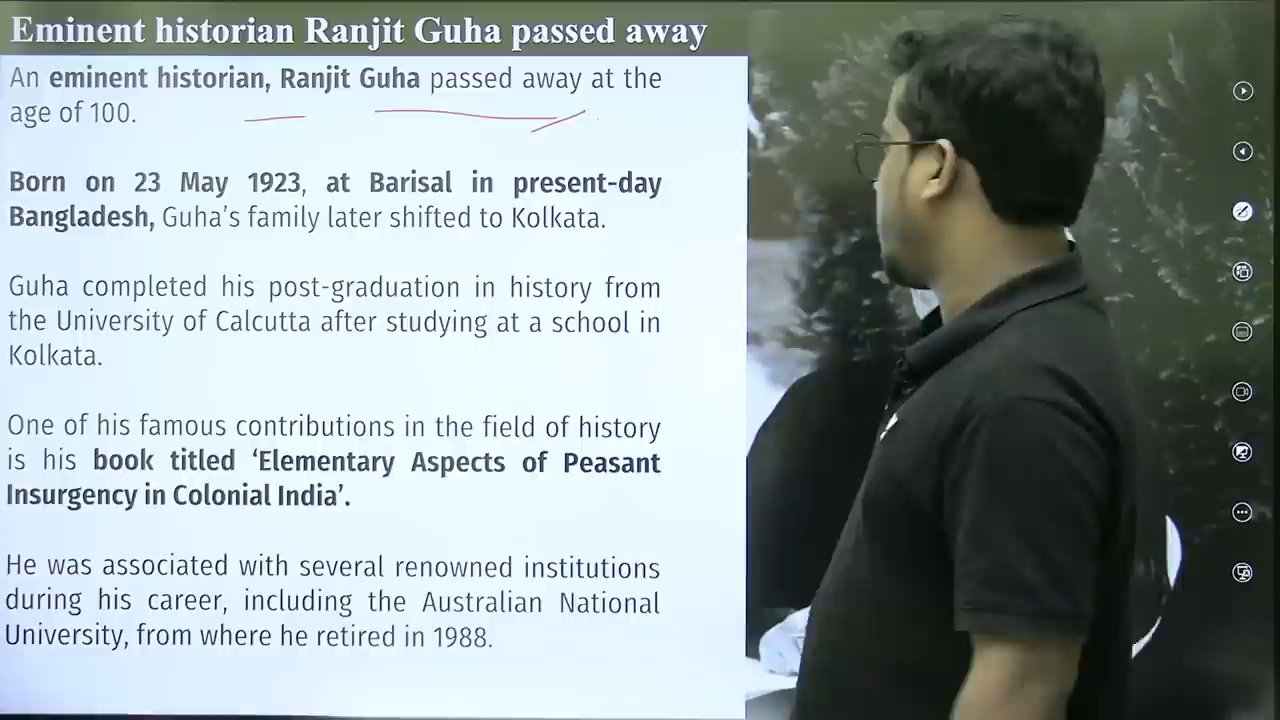 Eminent historian Ranjit Guha passed away
An eminent historian, Ranjit Guha passed away at the
age of 100.
Born on 23 May 1923, at Barisal in present-day
Bangladesh, Guha’s family later shifted to Kolkata.
Guha completed his post-graduation in history from
the University of Calcutta after studying at a school in
Kolkata.
One of his famous contributions in the field of history
is his book titled ‘Elementary Aspects of Peasant
Insurgency in Colonial India’.
He was associated with several renowned institutions
during his career, including the Australian National
University, from where he retired in 1988.